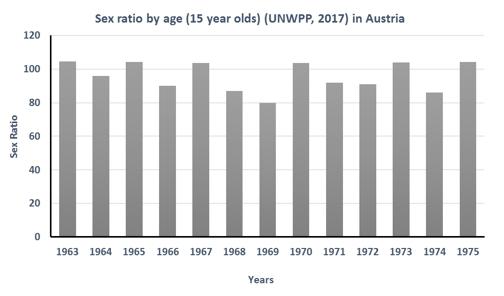 Sex ratio by age (15 year olds) (UNWPP, 2017) in Austria
120
100
80
60
40
20
0
Sex Ratio
1963 1964 1965 1966 1967 1968 1969 1970 1971 1972 1973 1974 1975
Years